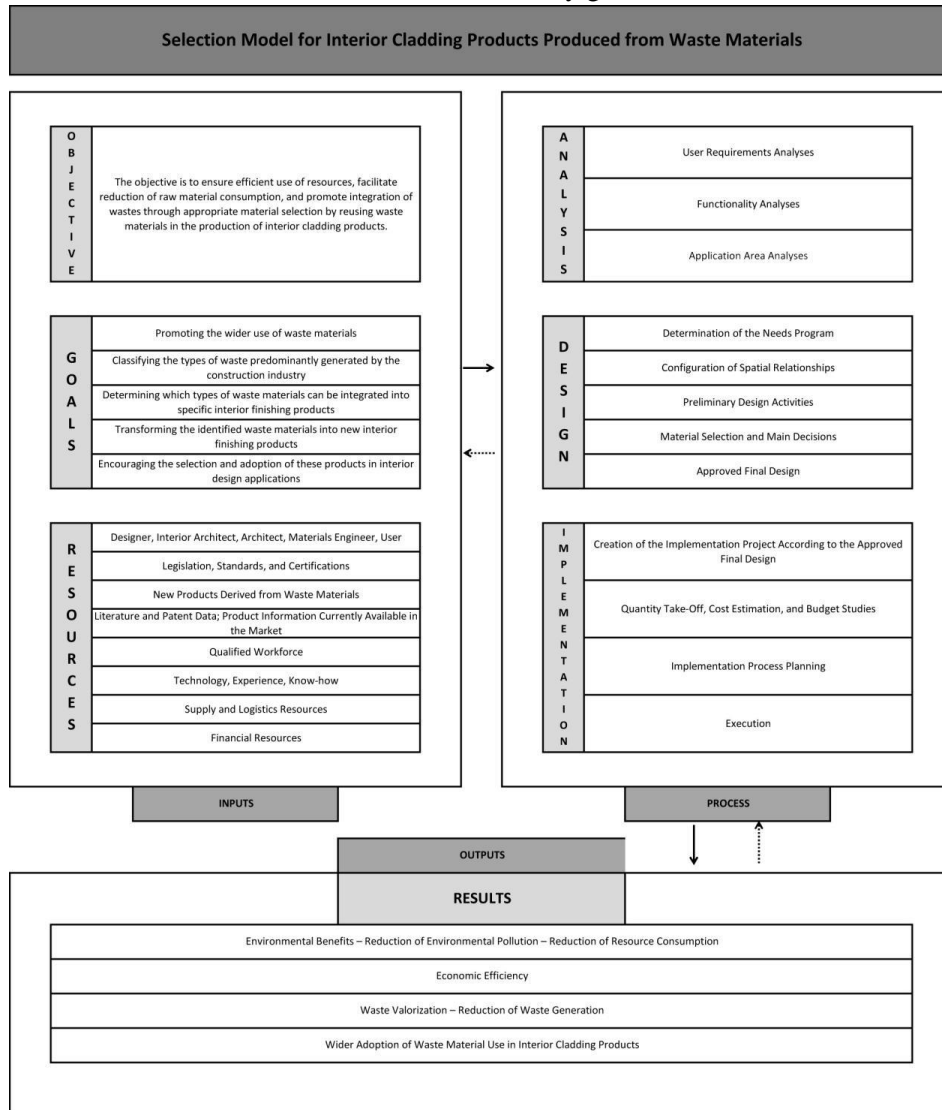 Selection Model for Interior Cladding Products Produced from Waste Materials
OBJECTIVE
The objective is to ensure efficient use of resources, facilitate
reduction of raw material consumption, and promote integration of
wastes through appropriate material selection by reusing waste
materials in the production of interior cladding products.
GOALS
Promoting the wider use of waste materials
Classifying the types of waste predominantly generated by the
construction industry
Determining which types of waste materials can be integrated into
specific interior finishing products
Transforming the identified waste materials into new interior
finishing products
Encouraging the selection and adoption of these products in interior
design applications
RESOURCES
Designer, Interior Architect, Architect, Materials Engineer, User
Legislation, Standards, and Certifications
New Products Derived from Waste Materials
Literature and Patent Data; Product Information Currently Available in
the Market
Qualified Workforce
Technology, Experience, Know-how
Supply and Logistics Resources
Financial Resources
INPUTS
ANALYSIS
User Requirements Analyses
Functionality Analyses
Application Area Analyses
DESIGN
Determination of the Needs Program
Configuration of Spatial Relationships
Preliminary Design Activities
Material Selection and Main Decisions
Approved Final Design
IMPLEMENTATION
Creation of the Implementation Project According to the Approved
Final Design
Quantity Take-Off, Cost Estimation, and Budget Studies
Implementation Process Planning
Execution
PROCESS
OUTPUTS
RESULTS
Environmental Benefits – Reduction of Environmental Pollution – Reduction of Resource Consumption
Economic Efficiency
Waste Valorization – Reduction of Waste Generation
Wider Adoption of Waste Material Use in Interior Cladding Products